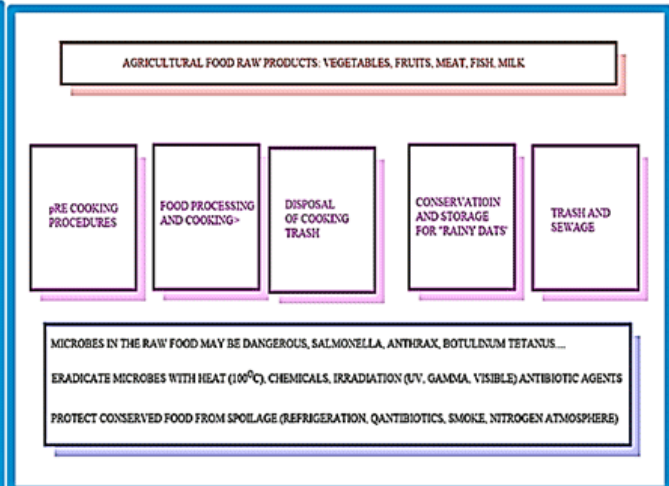 AGRICULTURAL FOOD RAW PRODUCTS: VEGETABLES, FRUITS, MEAT, FISH, MILK
pRE COOKING
PROCEDURES
FOOD PROCESSING
AND COOKING>
DISPOSAL
OF COOKING
TRASH
CONSERVATIOIN
AND STORAGE
FOR "RAINY DATS'
TRASH AND
SEWAGE
MICROBES IN THE RAW FOOD MAY BE DANGEROUS, SALMONELLA, ANTHRAX, BOTULINUM TETANUS....
ERADICATE MICROBES WITH HEAT (100⁰C), CHEMICALS, IRRADIATION (UV, GAMMA, VISIBLE) ANTIBIOTIC AGENTS
PROTECT CONSERVED FOOD FROM SPOILAGE (REFRIGERATION, QANTIBIOTICS, SMOKE, NITROGEN ATMOSPHERE)